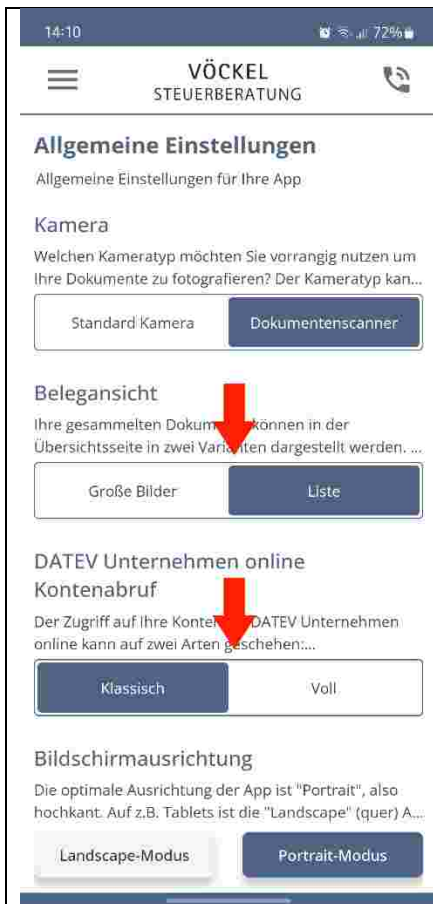 14:10
72%
VÖCKEL
STEUERBERATUNG
Allgemeine Einstellungen
Allgemeine Einstellungen für Ihre App
Kamera
Welchen Kameratyp möchten Sie vorrangig nutzen um
Ihre Dokumente zu fotografieren? Der Kameratyp kan...
Standard Kamera
Dokumentenscanner
Belegansicht
Ihre gesammelten Dokum können in der
Übersichtsseite in zwei Varianten dargestellt werden. ...
Große Bilder
Liste
DATEV Unternehmen online
Kontenabruf
Der Zugriff auf Ihre Konten DATEV Unternehmen
online kann auf zwei Arten geschehen:...
Klassisch
Voll
Bildschirmausrichtung
Die optimale Ausrichtung der App ist "Portrait", also
hochkant. Auf z.B. Tablets ist die "Landscape" (quer) A...
Landscape-Modus
Portrait-Modus